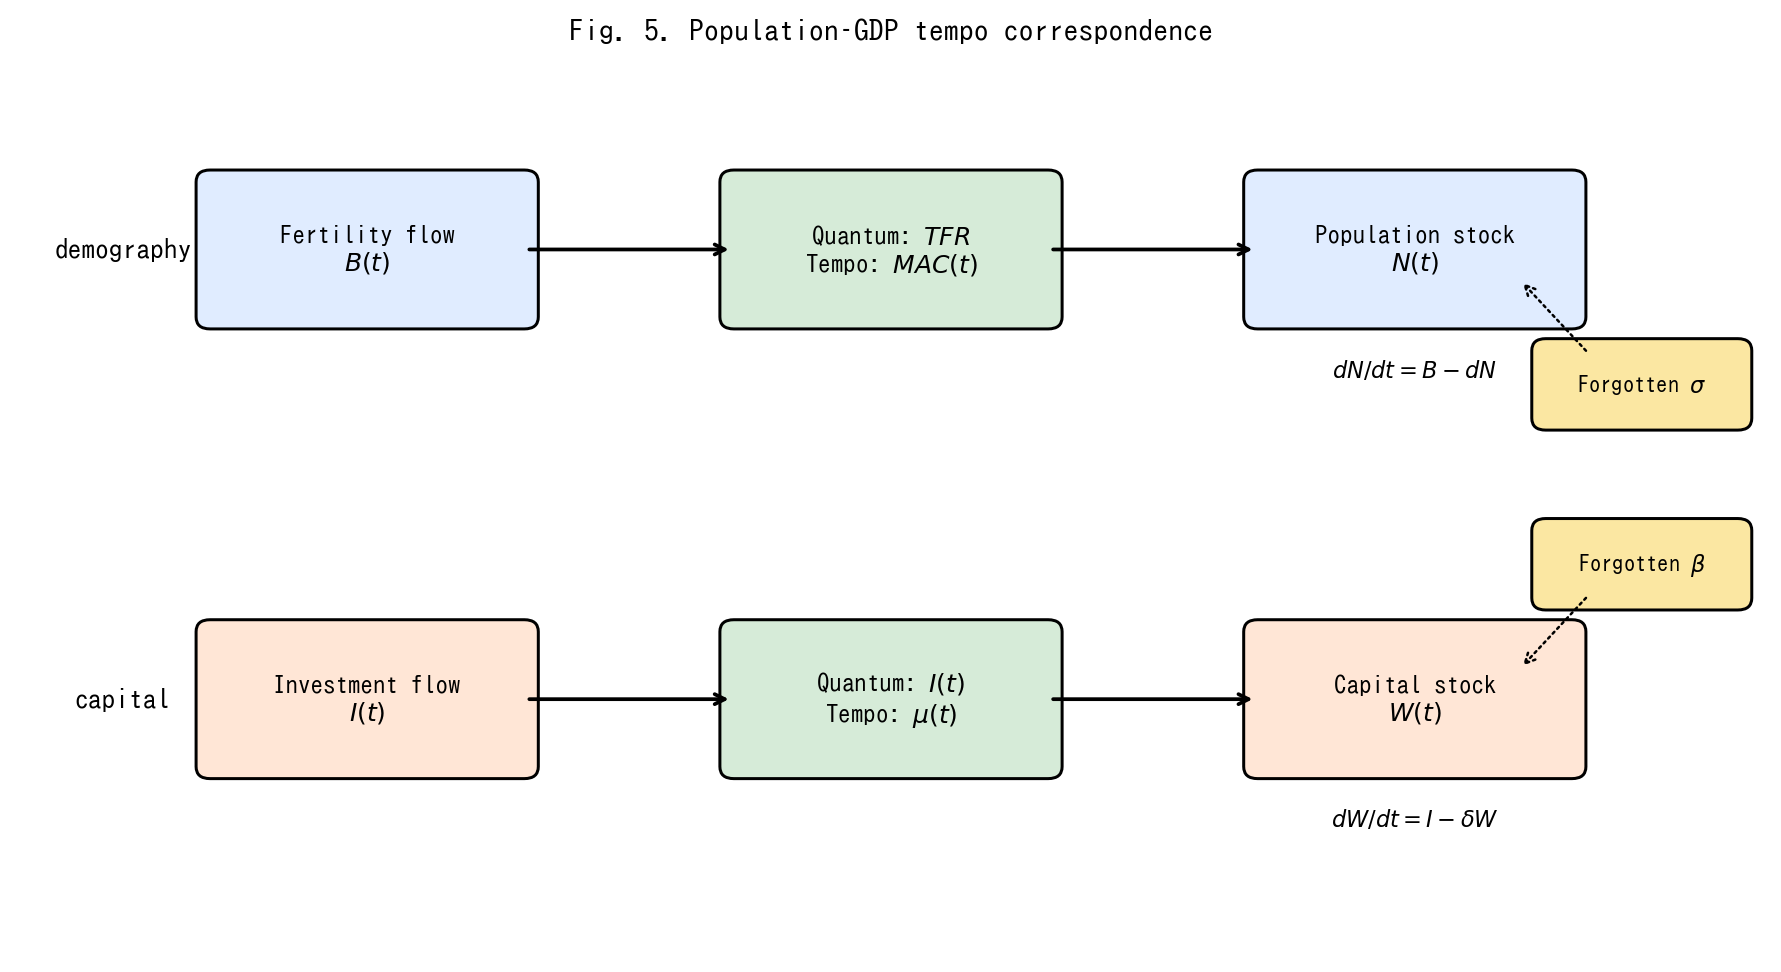 Fig. 5. Population-GDP tempo correspondence
demography
Fertility flow
B(t)
Quantum: TFR
Tempo: MAC(t)
Population stock
N(t)
dN/dt = B − dN
Forgotten σ
Forgotten β
capital
Investment flow
I(t)
Quantum: I(t)
Tempo: μ(t)
Capital stock
W(t)
dW/dt = I − δW